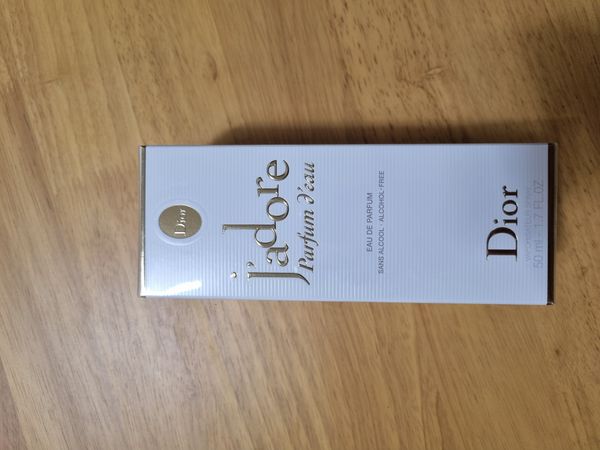 Dior
j'adore
Parfum d'eau
EAU DE PARFUM
SANS ALCOOL · ALCOHOL-FREE
Dior
50 ml - 1.7 FL.OZ